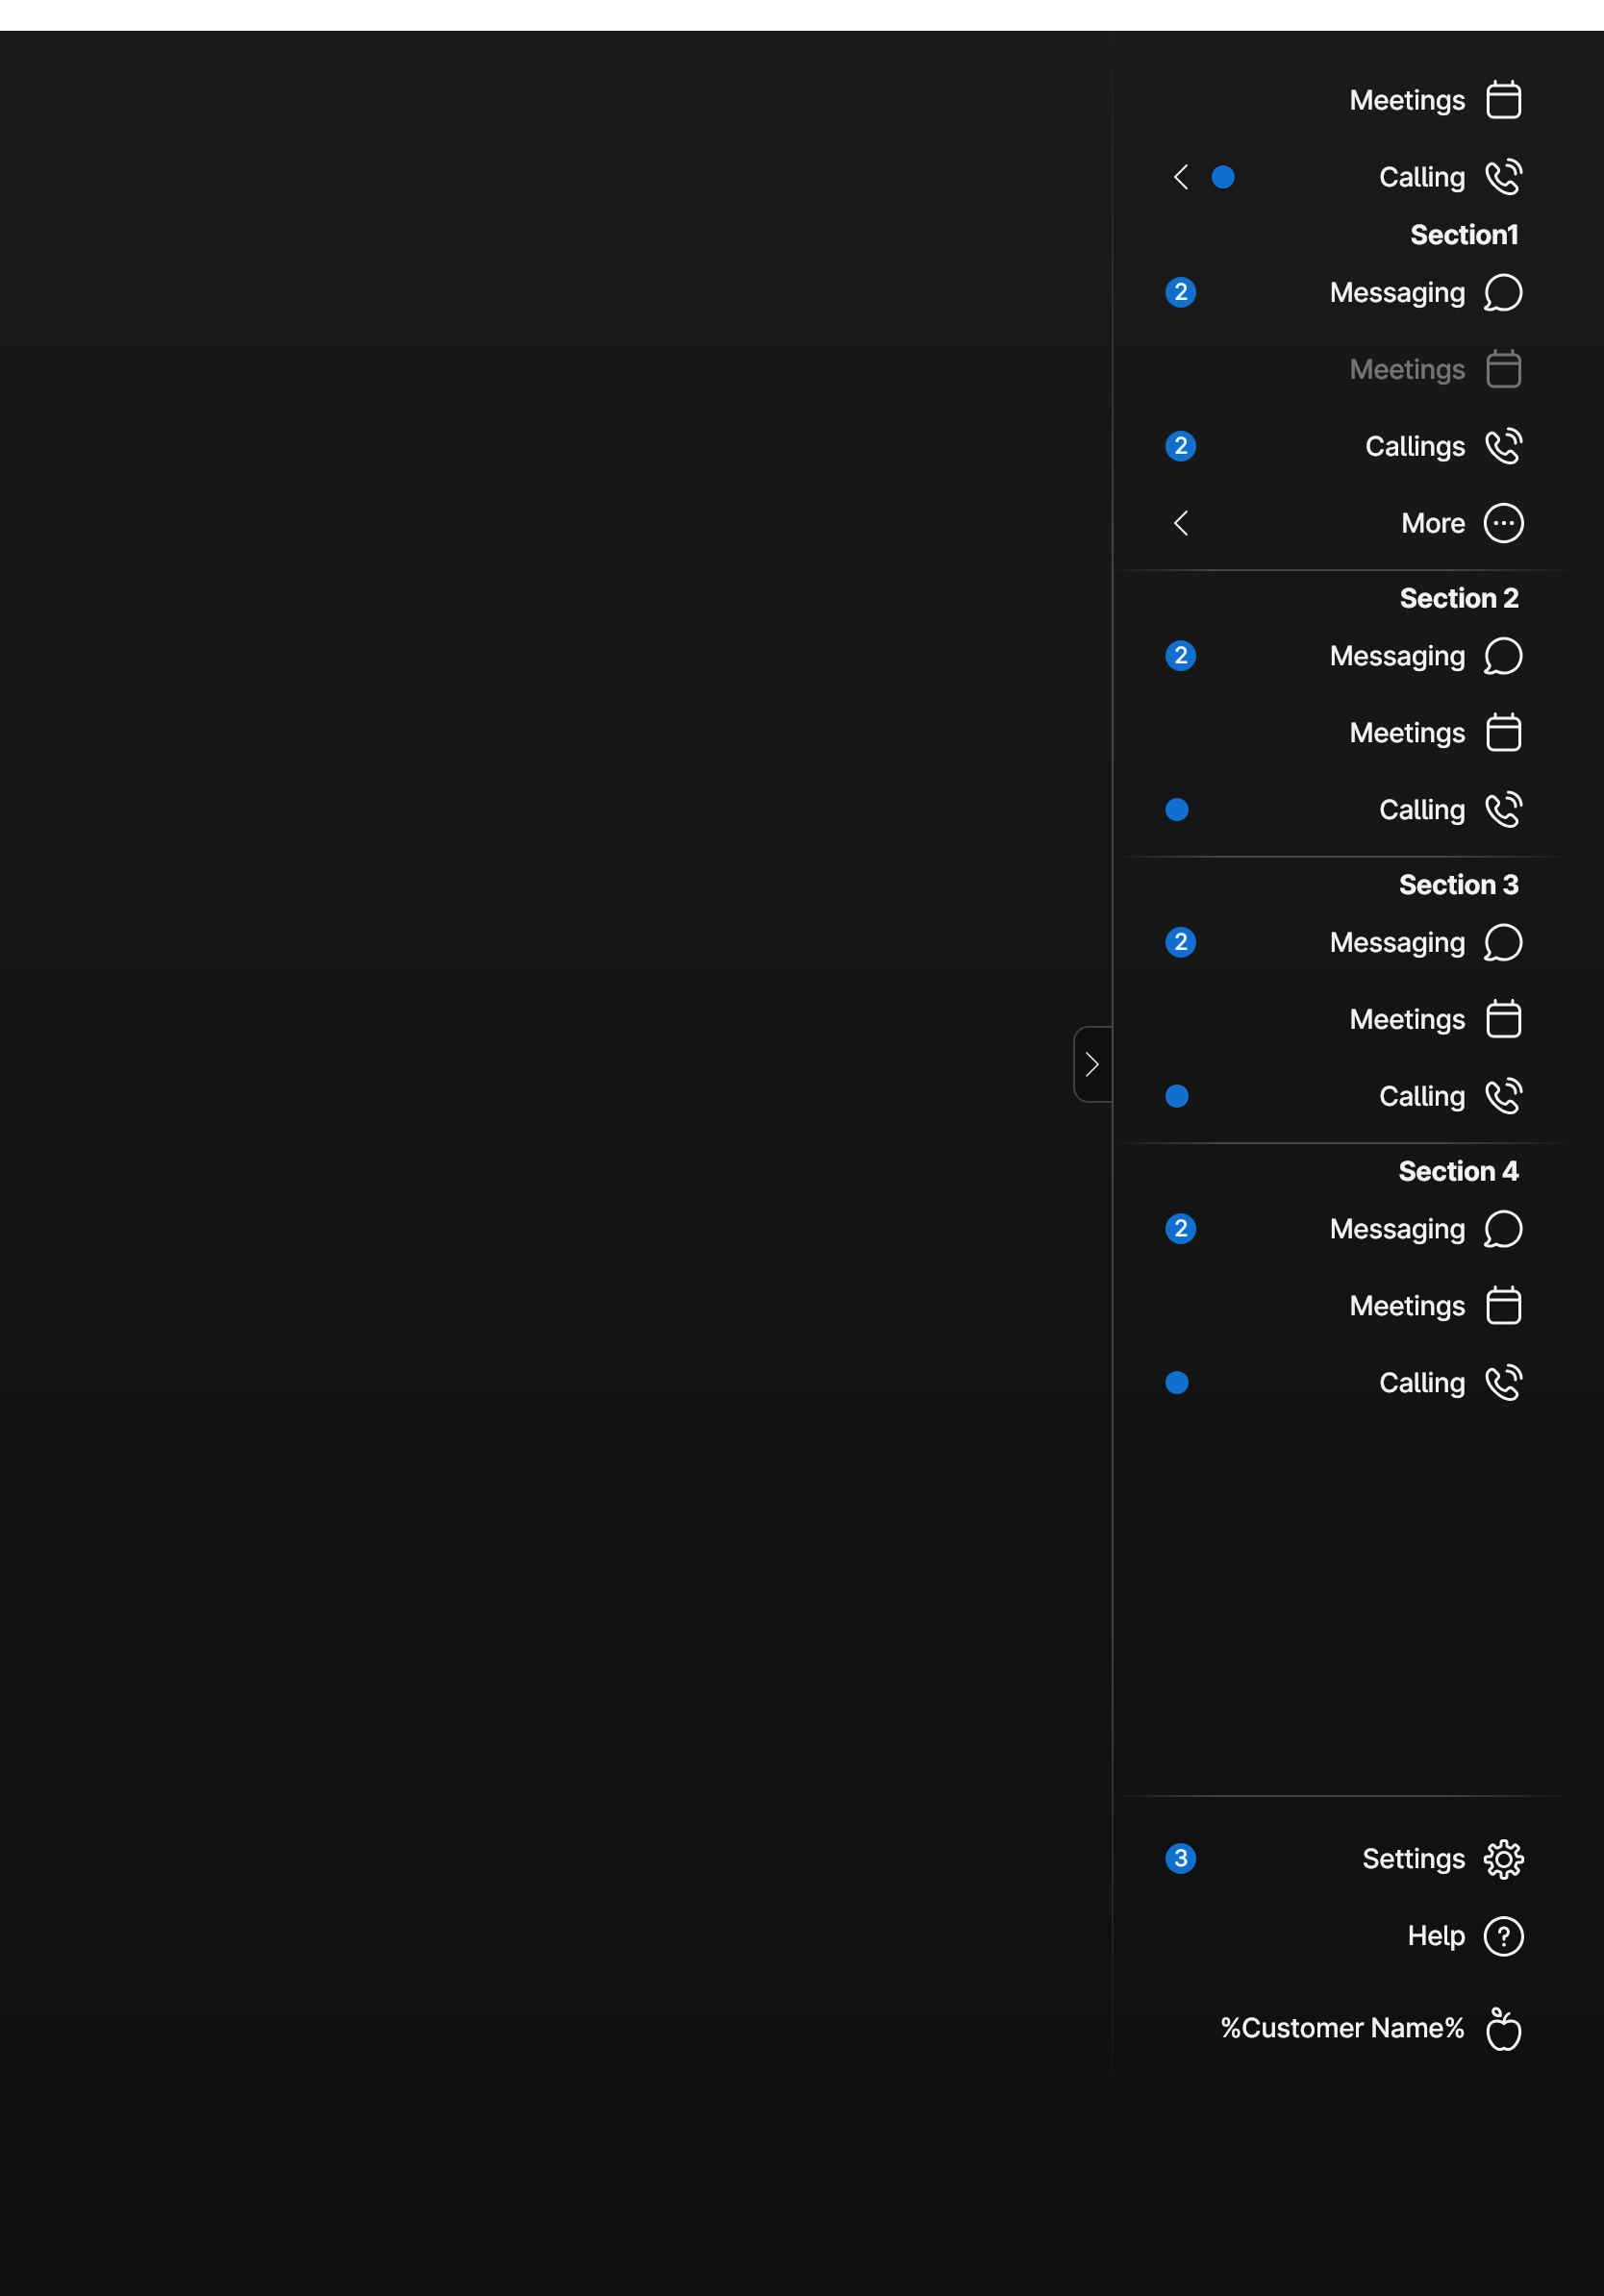 Meetings
Calling
Section1
2 Messaging
Meetings
2 Callings
More
Section 2
2 Messaging
Meetings
Calling
Section 3
2 Messaging
Meetings
Calling
Section 4
2 Messaging
Meetings
Calling
3 Settings
Help
%Customer Name%